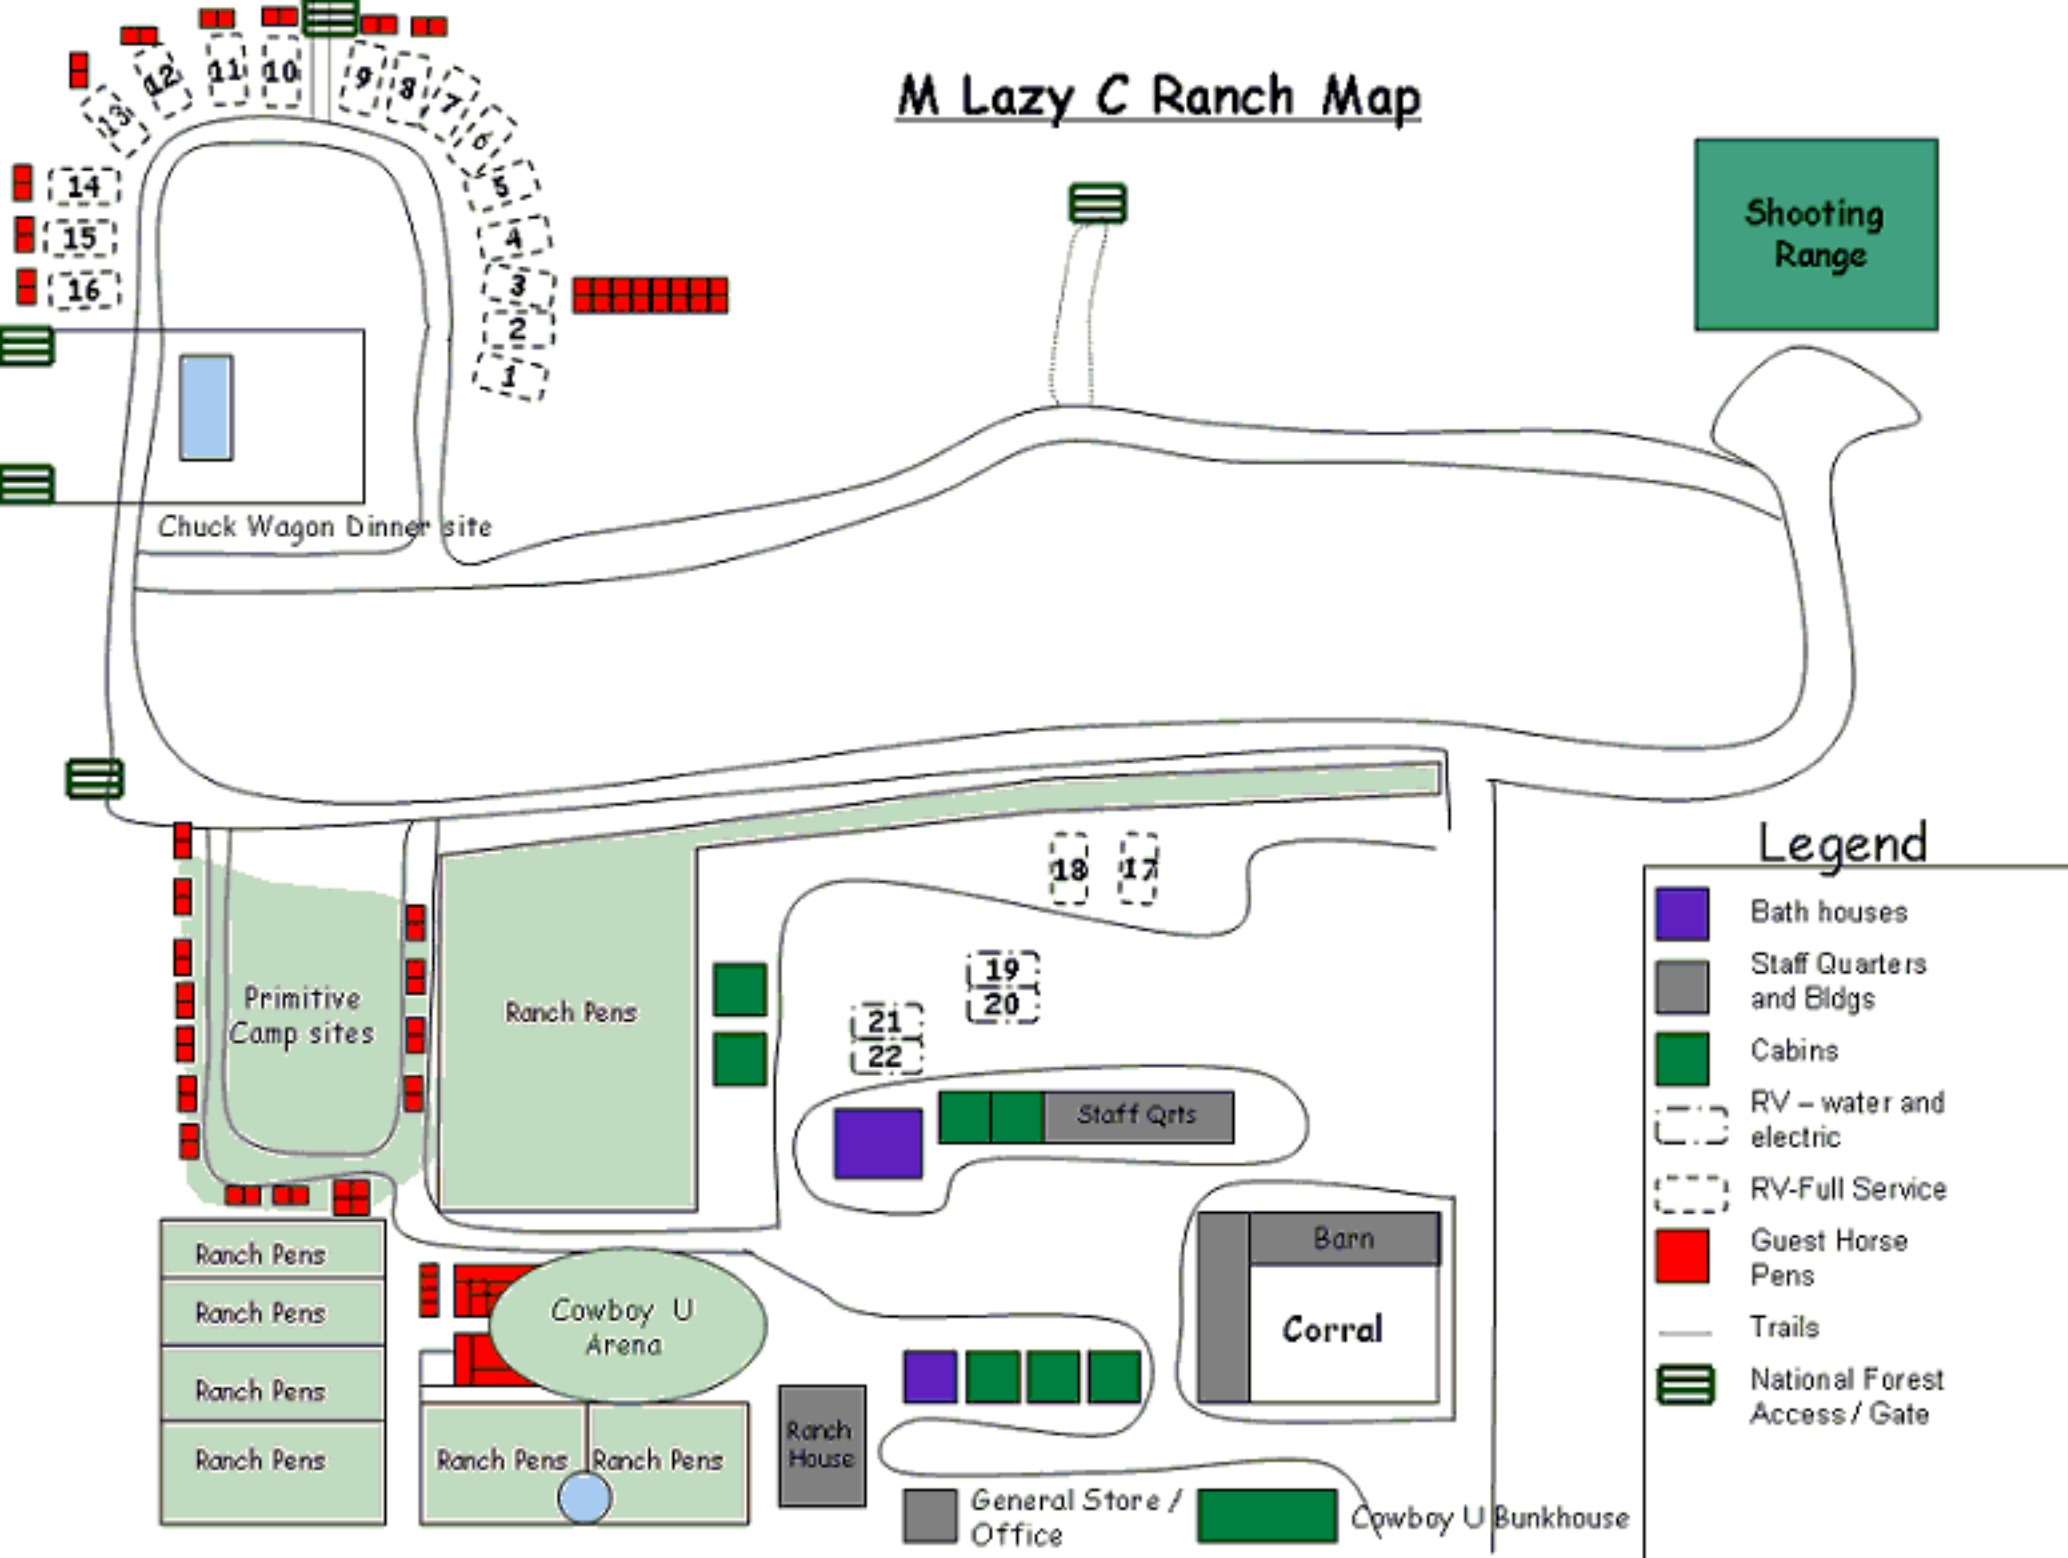 M Lazy C Ranch Map
12
11
10
9
8
7
6
5
4
3
2
1
13
14
15
16
Shooting
Range
Chuck Wagon Dinner site
18
17
19
20
21
22
Primitive
Camp sites
Ranch Pens
Staff Qrts
Barn
Corral
Ranch Pens
Ranch Pens
Ranch Pens
Ranch Pens
Cowboy U
Arena
Ranch Pens
Ranch Pens
Ranch
House
General Store /
Office
Cowboy U Bunkhouse
Legend
Bath houses
Staff Quarters
and Bldgs
Cabins
RV – water and
electric
RV-Full Service
Guest Horse
Pens
Trails
National Forest
Access / Gate